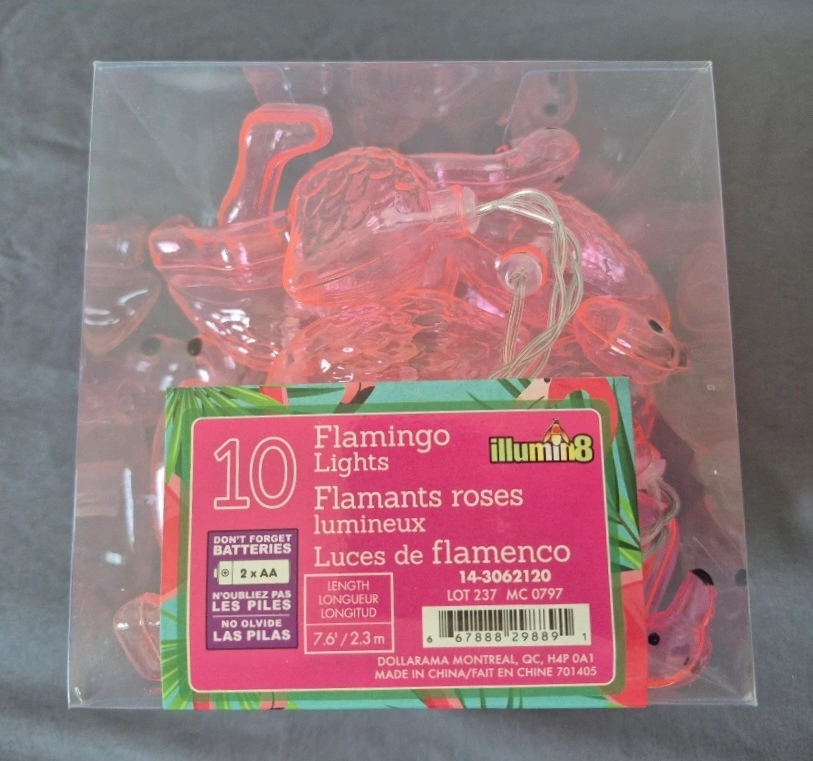 10
Flamingo
Lights
illumin8
Flamants roses
lumineux
Luces de flamenco
DON'T FORGET
BATTERIES
2 x AA
N'OUBLIEZ PAS
LES PILES
NO OLVIDE
LAS PILAS
LENGTH
LONGUEUR
LONGITUD
7.6' / 2.3 m
14-3062120
LOT 237 MC 0797
6 67888 29889 1
DOLLARAMA MONTREAL, QC, H4P 0A1
MADE IN CHINA/FAIT EN CHINE 701405